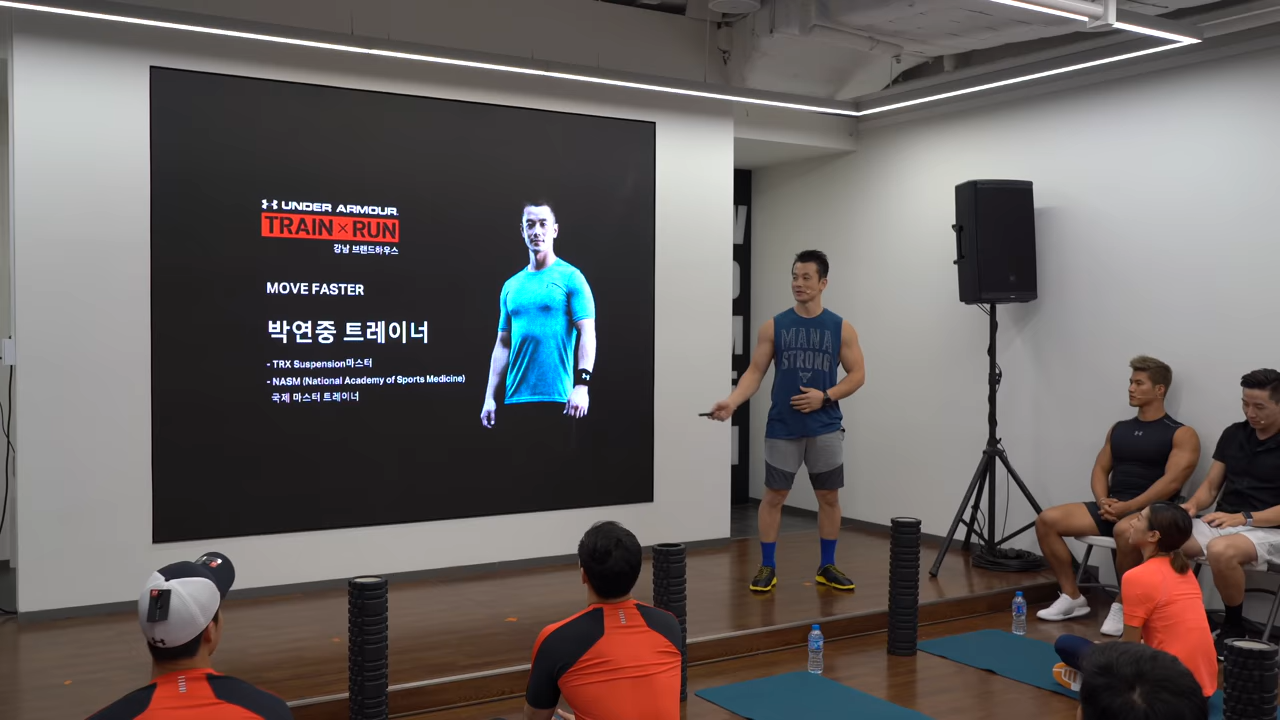 UNDER ARMOUR
TRAIN × RUN
강남 브랜드하우스
MOVE FASTER
박연중 트레이너
- TRX Suspension마스터
- NASM (National Academy of Sports Medicine)
국제 마스터 트레이너
MANA
STRONG